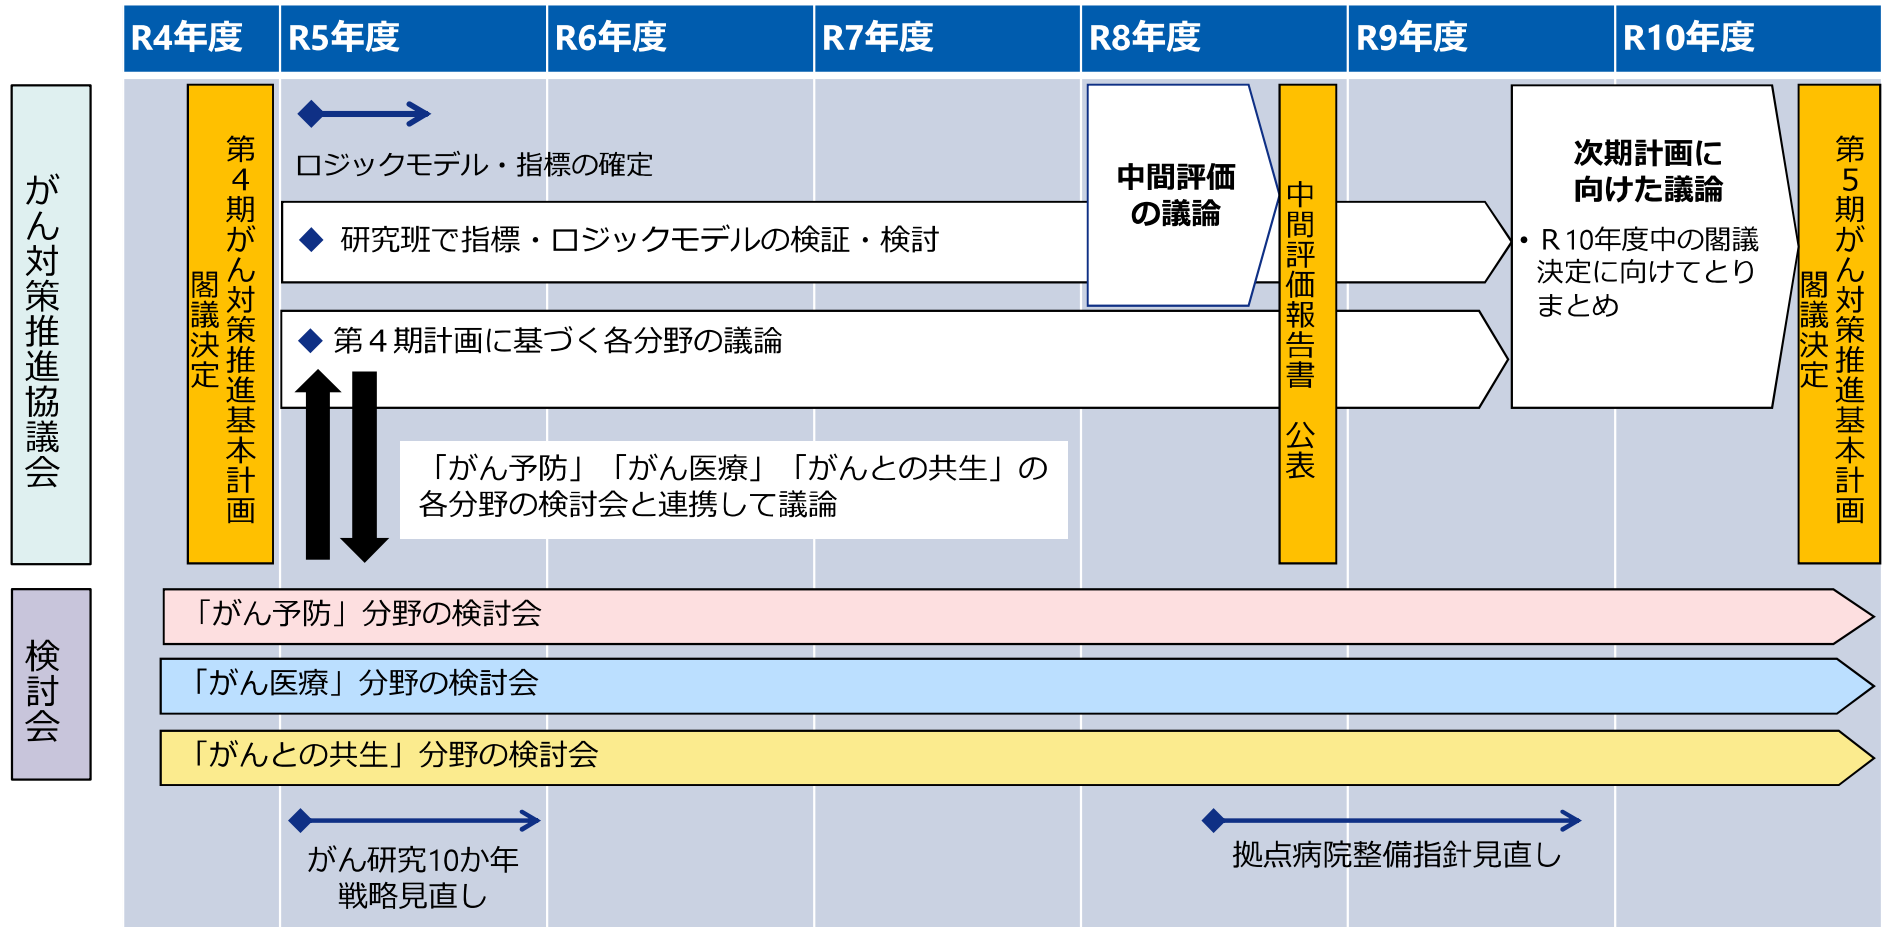 R4年度
R5年度
R6年度
R7年度
R8年度
R9年度
R10年度
がん対策推進協議会
第４期がん対策推進基本計画
閣議決定
ロジックモデル・指標の確定
研究班で指標・ロジックモデルの検証・検討
第４期計画に基づく各分野の議論
「がん予防」「がん医療」「がんとの共生」の
各分野の検討会と連携して議論
中間評価
の議論
中間評価報告書　公表
次期計画に
向けた議論
• Ｒ10年度中の閣議
決定に向けてとり
まとめ
第５期がん対策推進基本計画
閣議決定
検討会
「がん予防」分野の検討会
「がん医療」分野の検討会
「がんとの共生」分野の検討会
がん研究10か年
戦略見直し
拠点病院整備指針見直し